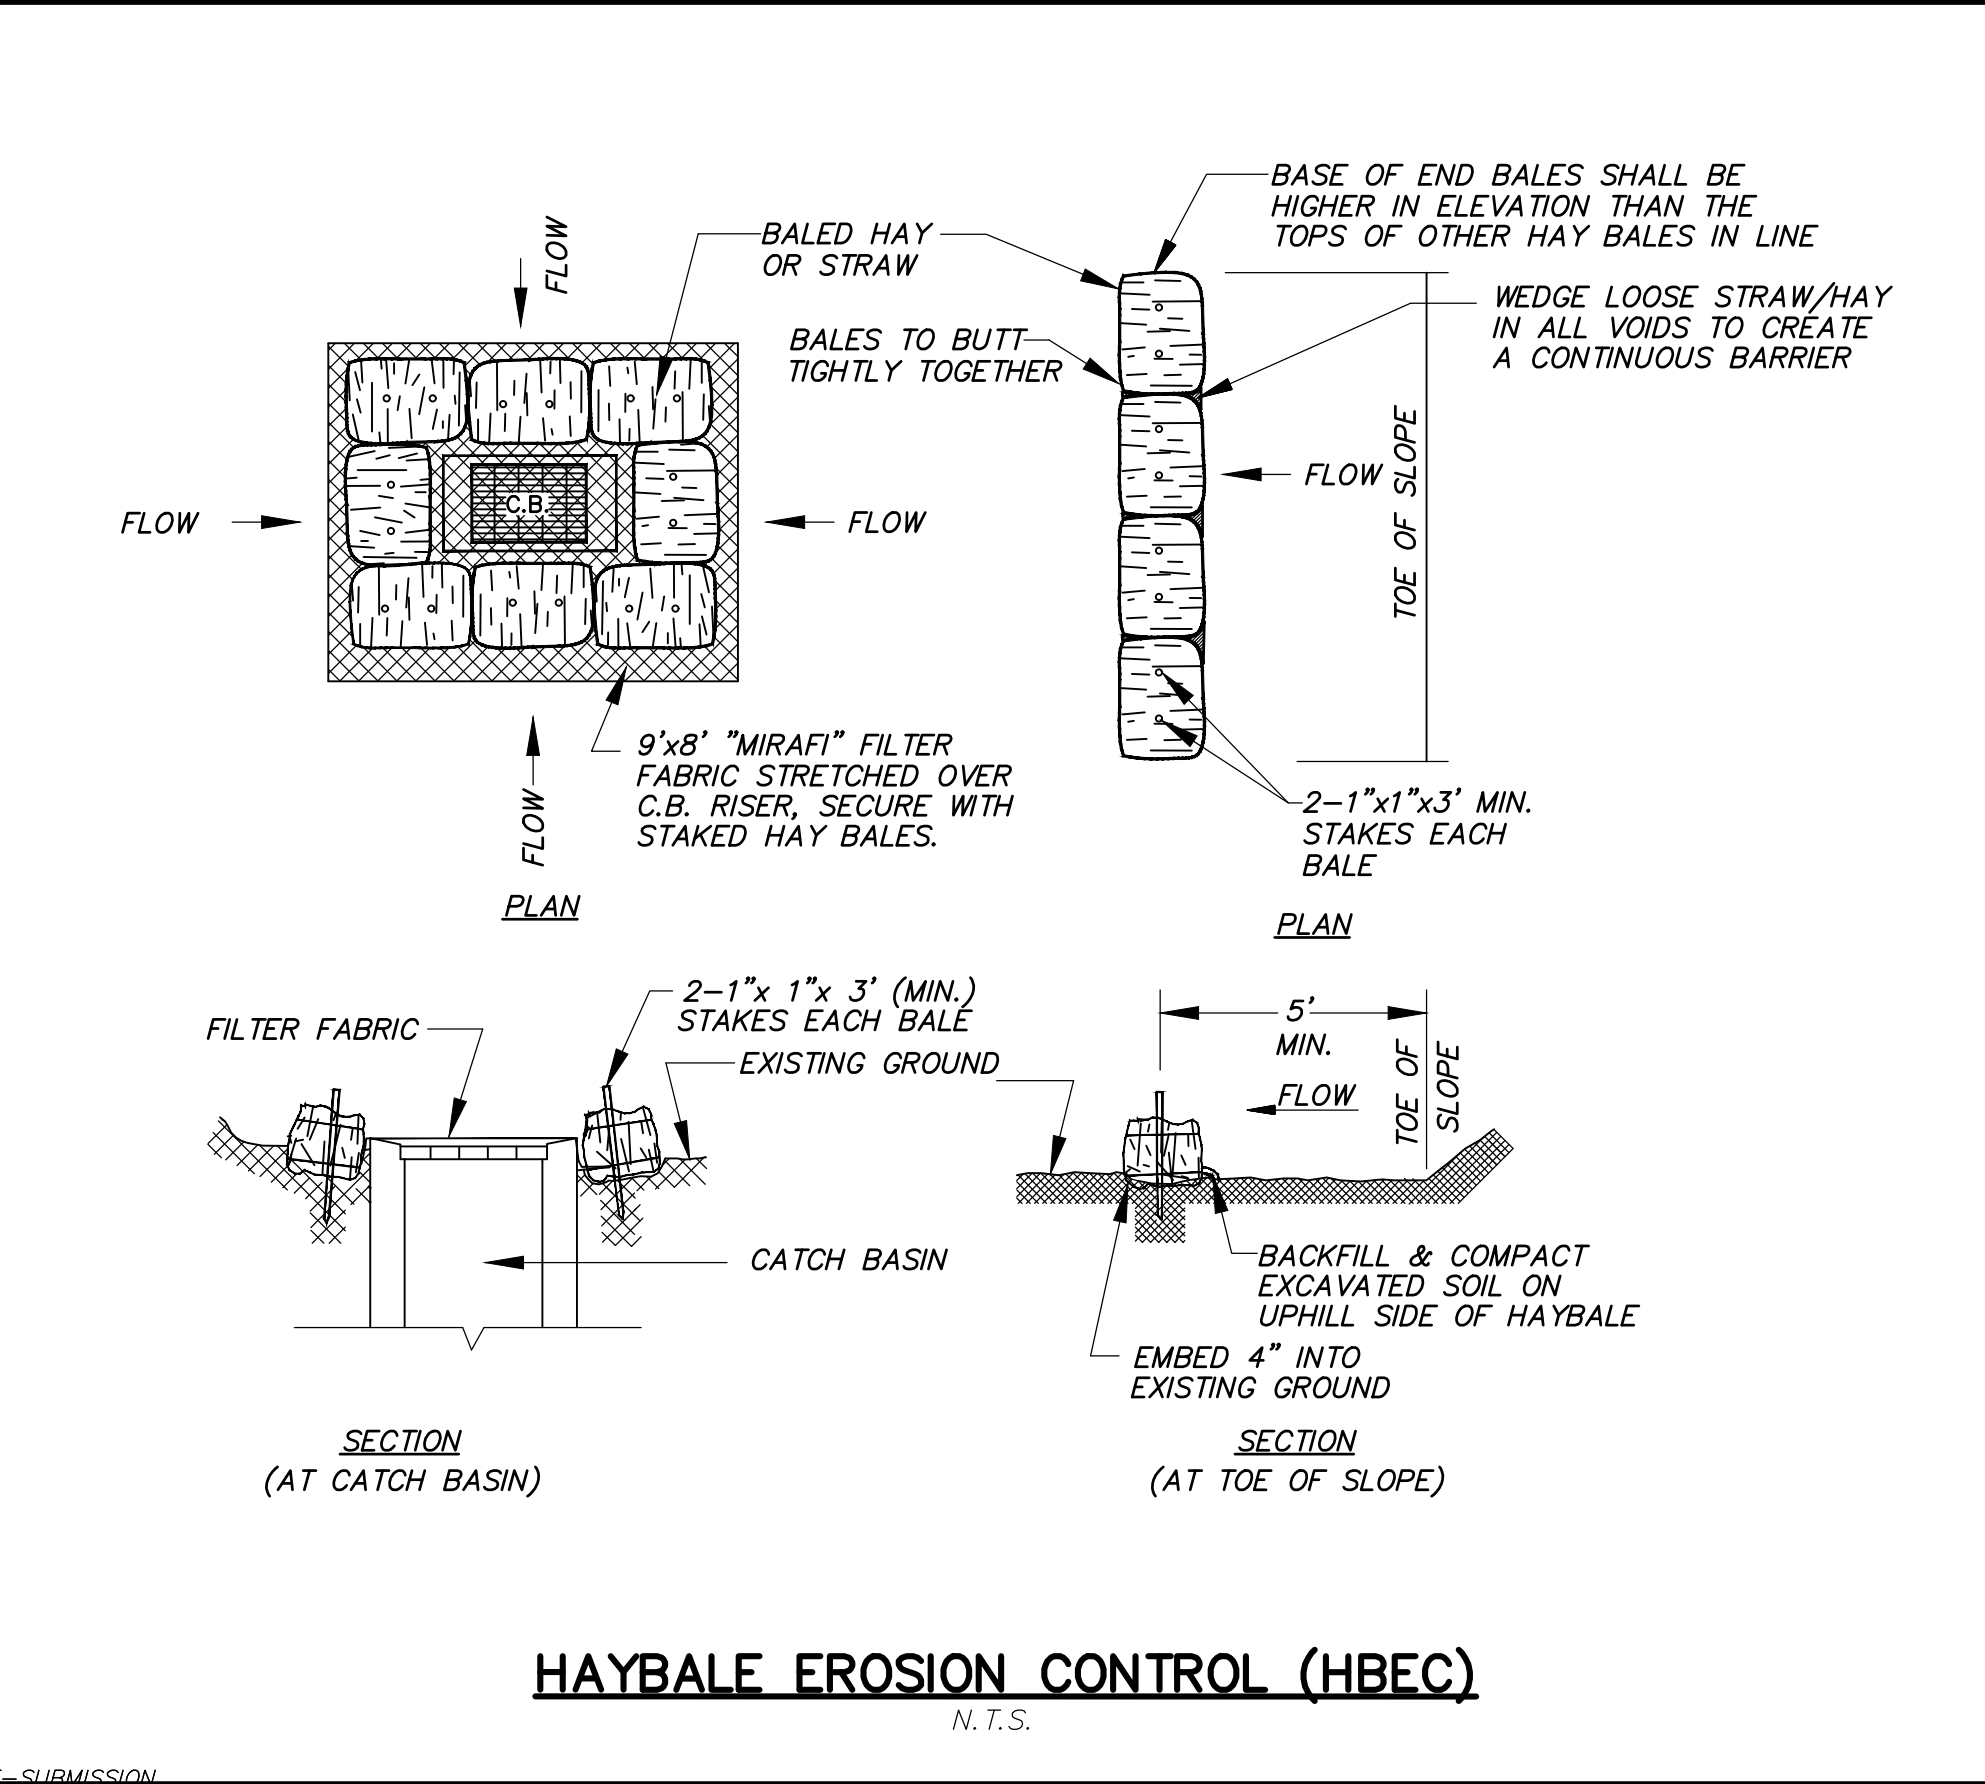 BASE OF END BALES SHALL BE
HIGHER IN ELEVATION THAN THE
TOPS OF OTHER HAY BALES IN LINE
FLOW
BALED HAY
OR STRAW
WEDGE LOOSE STRAW/HAY
IN ALL VOIDS TO CREATE
A CONTINUOUS BARRIER
BALES TO BUTT
TIGHTLY TOGETHER
TOE OF SLOPE
FLOW
C.B.
FLOW
FLOW
9'x8' "MIRAFI" FILTER
FABRIC STRETCHED OVER
C.B. RISER, SECURE WITH
STAKED HAY BALES.
FLOW
2-1"x1"x3' MIN.
STAKES EACH
BALE
PLAN
PLAN
2-1"x 1"x 3' (MIN.)
STAKES EACH BALE
FILTER FABRIC
EXISTING GROUND
5'
MIN.
FLOW
TOE OF
SLOPE
CATCH BASIN
BACKFILL & COMPACT
EXCAVATED SOIL ON
UPHILL SIDE OF HAYBALE
EMBED 4" INTO
EXISTING GROUND
SECTION
(AT CATCH BASIN)
SECTION
(AT TOE OF SLOPE)
HAYBALE EROSION CONTROL (HBEC)
N.T.S.
-SUBMISSION